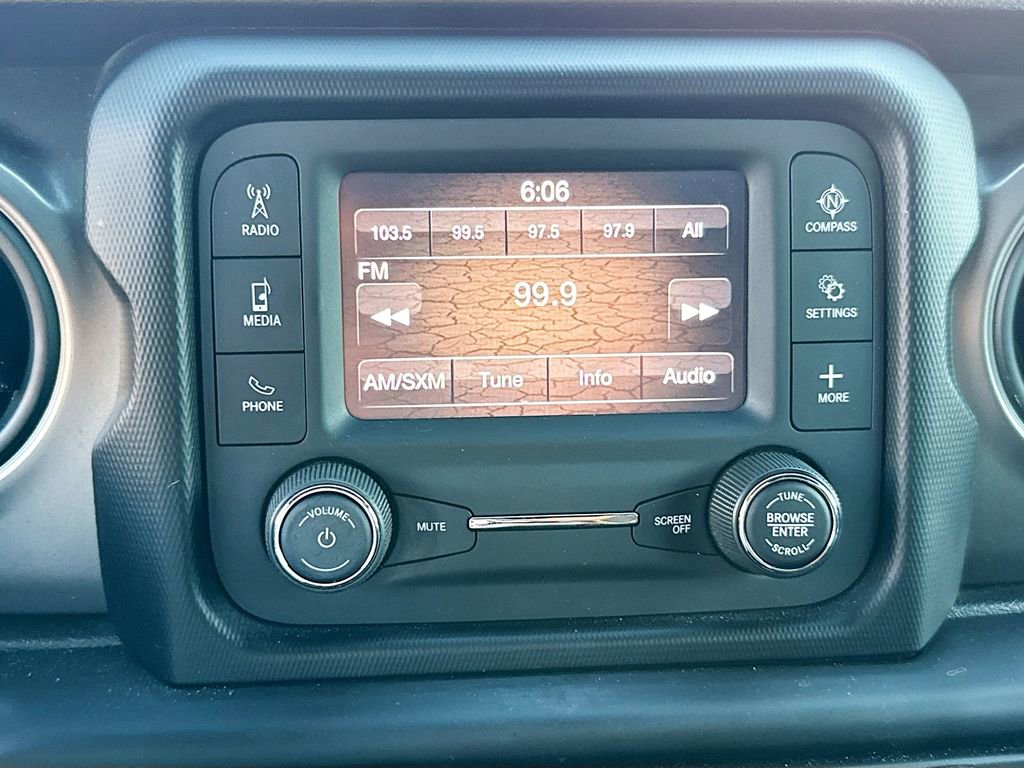 6:06
103.5 99.5 97.5 97.9 All
FM
99.9
AM/SXM Tune Info Audio
RADIO
MEDIA
PHONE
N
COMPASS
SETTINGS
MORE
VOLUME
MUTE
SCREEN
OFF
TUNE
BROWSE
ENTER
SCROLL